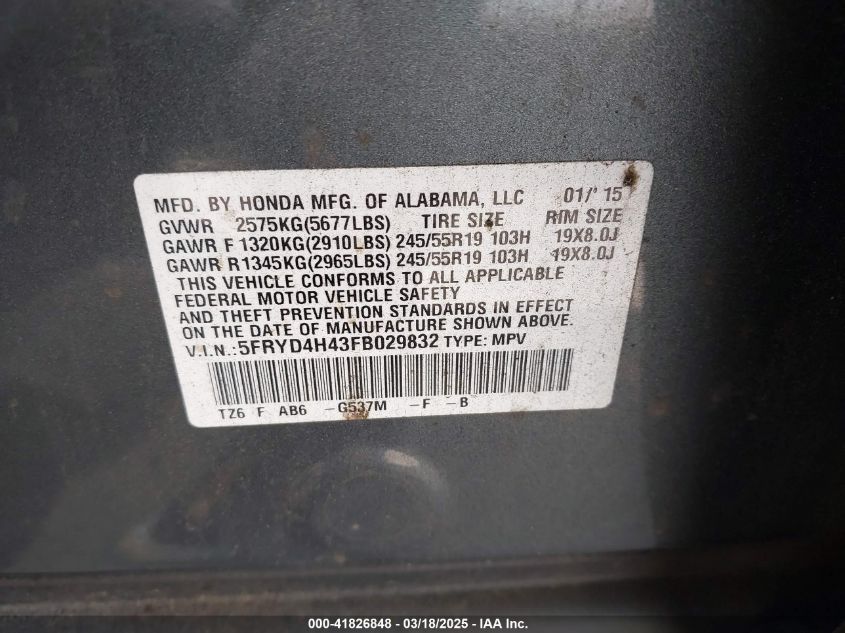 MFD. BY HONDA MFG. OF ALABAMA, LLC 01/'15
GVWR 2575KG(5677LBS) TIRE SIZE RIM SIZE
GAWR F 1320KG(2910LBS) 245/55R19 103H 19X8.0J
GAWR R1345KG(2965LBS) 245/55R19 103H 19X8.0J
THIS VEHICLE CONFORMS TO ALL APPLICABLE
FEDERAL MOTOR VEHICLE SAFETY
AND THEFT PREVENTION STANDARDS IN EFFECT
ON THE DATE OF MANUFACTURE SHOWN ABOVE.
V.I.N.:5FRYD4H43FB029832 TYPE: MPV
TZ6 F AB6 -G537M -F -B
000-41826848 - 03/18/2025 - IAA Inc.